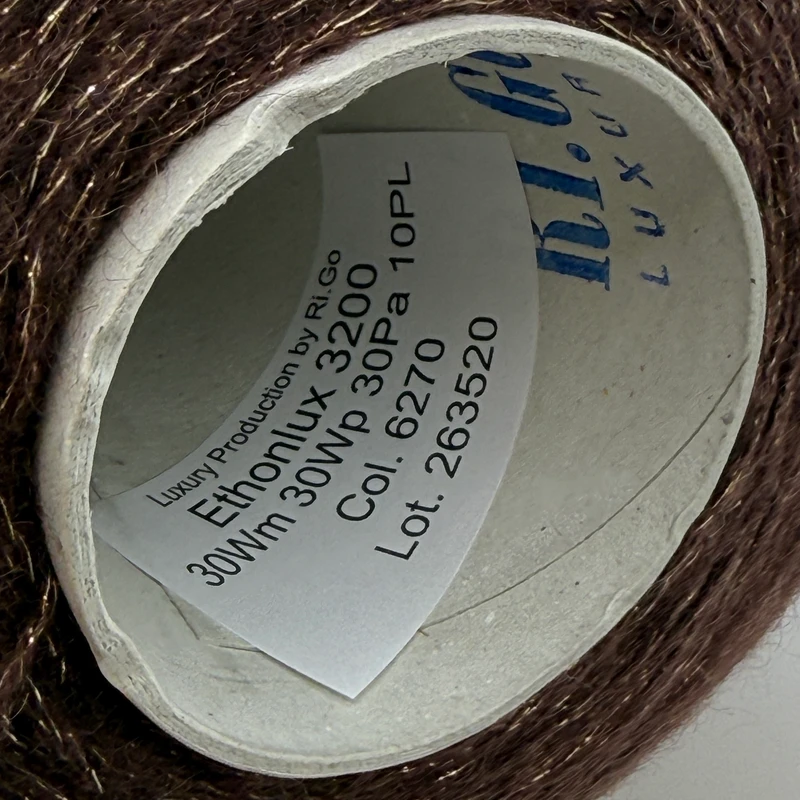 Luxury Production by Ri.Go
Ethonlux 3200
30Wm 30Wp 30Pa 10PL
Col. 6270
Lot. 263520